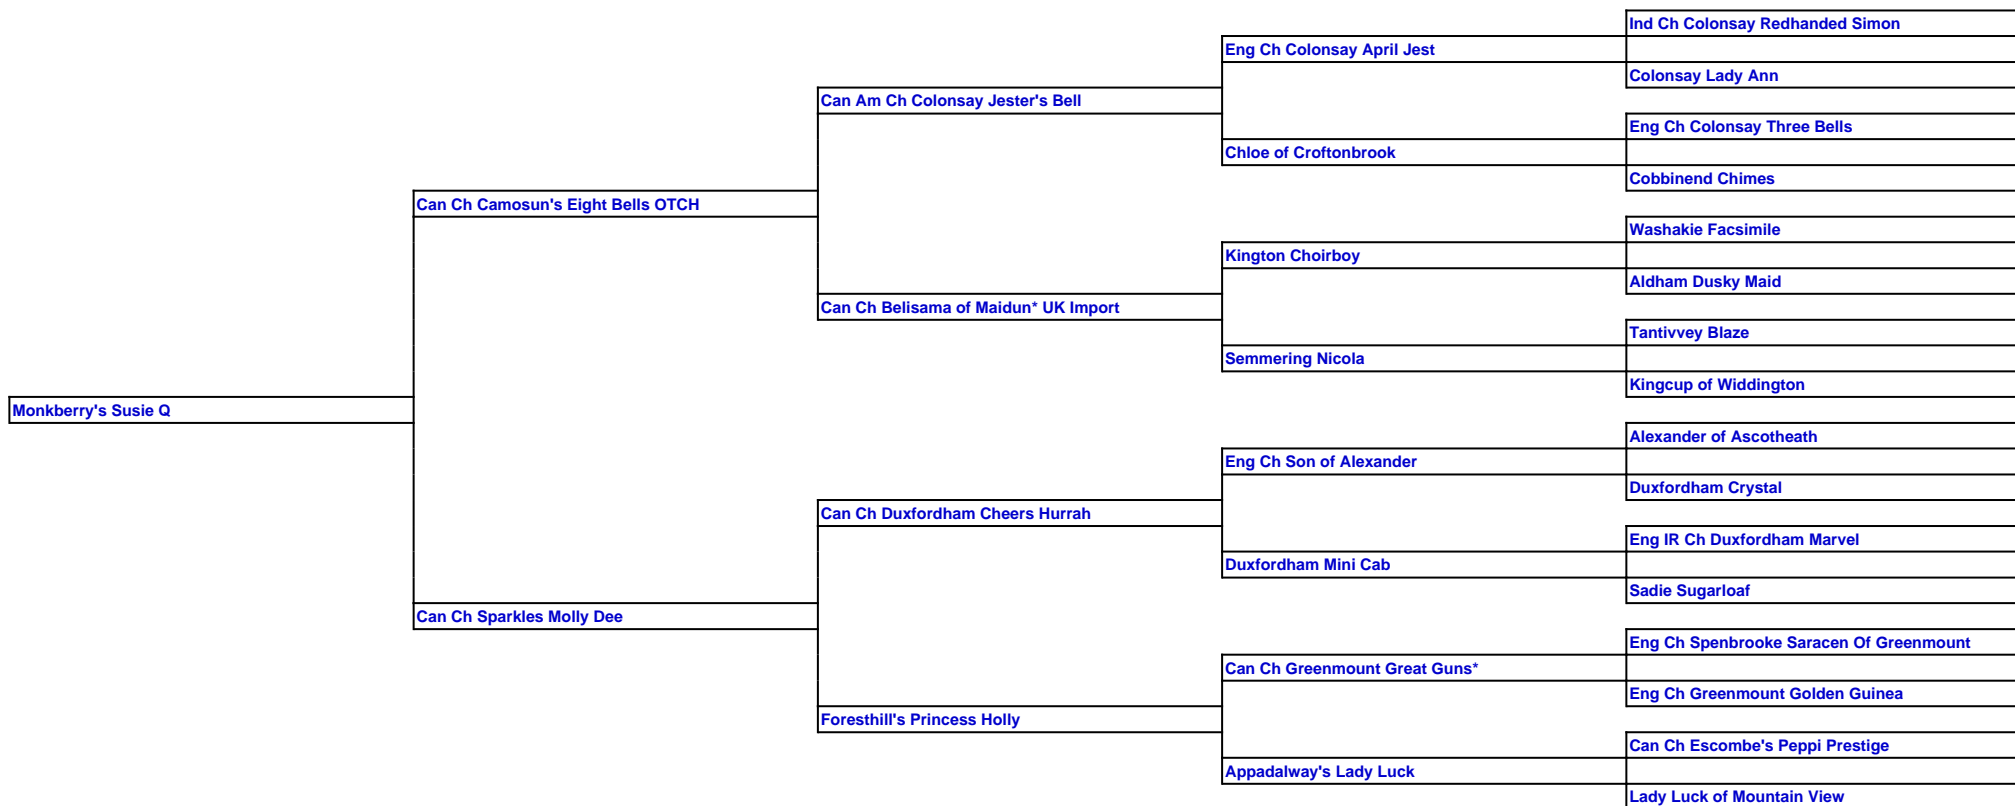 Ind Ch Colonsay Redhanded Simon
Eng Ch Colonsay April Jest
Colonsay Lady Ann
Can Am Ch Colonsay Jester's Bell
Eng Ch Colonsay Three Bells
Chloe of Croftonbrook
Cobbinend Chimes
Can Ch Camosun's Eight Bells OTCH
Washakie Facsimile
Kington Choirboy
Aldham Dusky Maid
Can Ch Belisama of Maidun* UK Import
Tantivvey Blaze
Semmering Nicola
Kingcup of Widdington
Monkberry's Susie Q
Alexander of Ascotheath
Eng Ch Son of Alexander
Duxfordham Crystal
Can Ch Duxfordham Cheers Hurrah
Eng IR Ch Duxfordham Marvel
Duxfordham Mini Cab
Sadie Sugarloaf
Can Ch Sparkles Molly Dee
Eng Ch Spenbrooke Saracen Of Greenmount
Can Ch Greenmount Great Guns*
Eng Ch Greenmount Golden Guinea
Foresthill's Princess Holly
Can Ch Escombe's Peppi Prestige
Appadalway's Lady Luck
Lady Luck of Mountain View